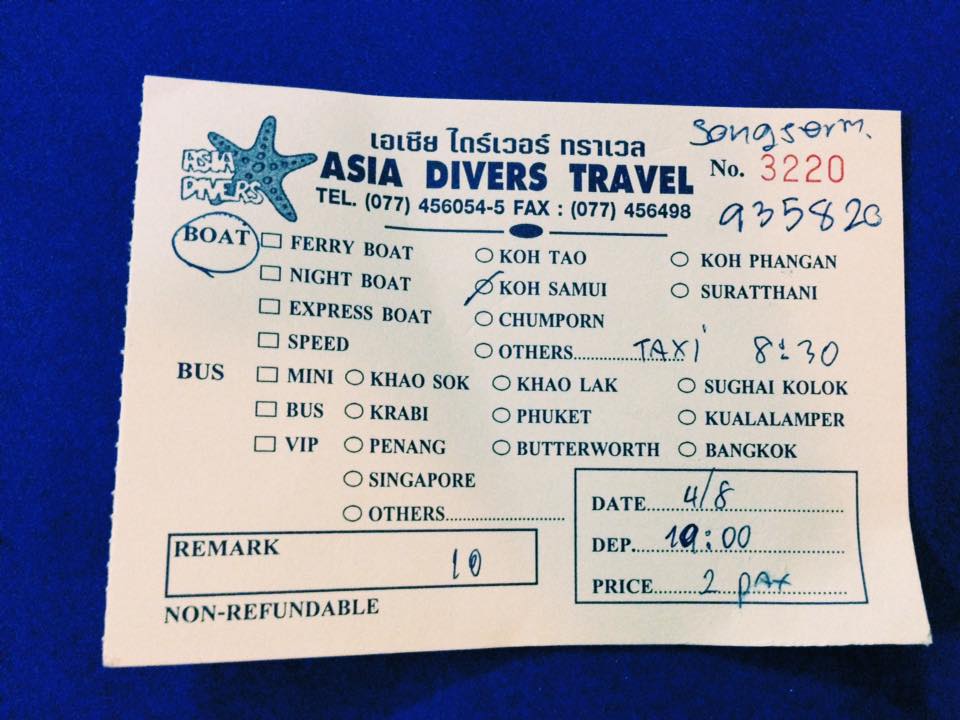 ASIA
DIVERS
เอเซีย ไดร์เวอร์ ทราเวล
ASIA DIVERS TRAVEL
TEL. (077) 456054-5 FAX : (077) 456498
Songserm.
No. 3220
935820
BOAT FERRY BOAT KOH TAO KOH PHANGAN
NIGHT BOAT KOH SAMUI SURATTHANI
EXPRESS BOAT CHUMPORN
SPEED OTHERS TAXI 8:30
BUS MINI KHAO SOK KHAO LAK SUGHAI KOLOK
BUS KRABI PHUKET KUALALAMPER
VIP PENANG BUTTERWORTH BANGKOK
SINGAPORE
OTHERS
DATE 4/8
DEP. :00
PRICE 2 pax
REMARK
10
NON-REFUNDABLE